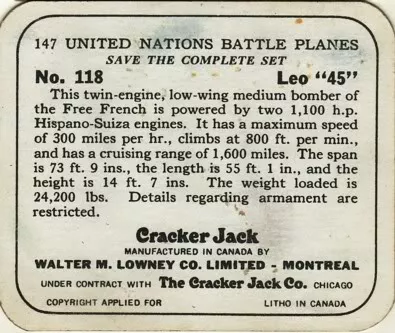 147 UNITED NATIONS BATTLE PLANES
SAVE THE COMPLETE SET
No. 118 Leo "45"
This twin-engine, low-wing medium bomber of
the Free French is powered by two 1,100 h.p.
Hispano-Suiza engines. It has a maximum speed
of 300 miles per hr., climbs at 800 ft. per min.,
and has a cruising range of 1,600 miles. The span
is 73 ft. 9 ins., the length is 55 ft. 1 in., and the
height is 14 ft. 7 ins. The weight loaded is
24,200 lbs. Details regarding armament are
restricted.
Cracker Jack
MANUFACTURED IN CANADA BY
WALTER M. LOWNEY CO. LIMITED - MONTREAL
UNDER CONTRACT WITH The Cracker Jack Co. CHICAGO
COPYRIGHT APPLIED FOR LITHO IN CANADA